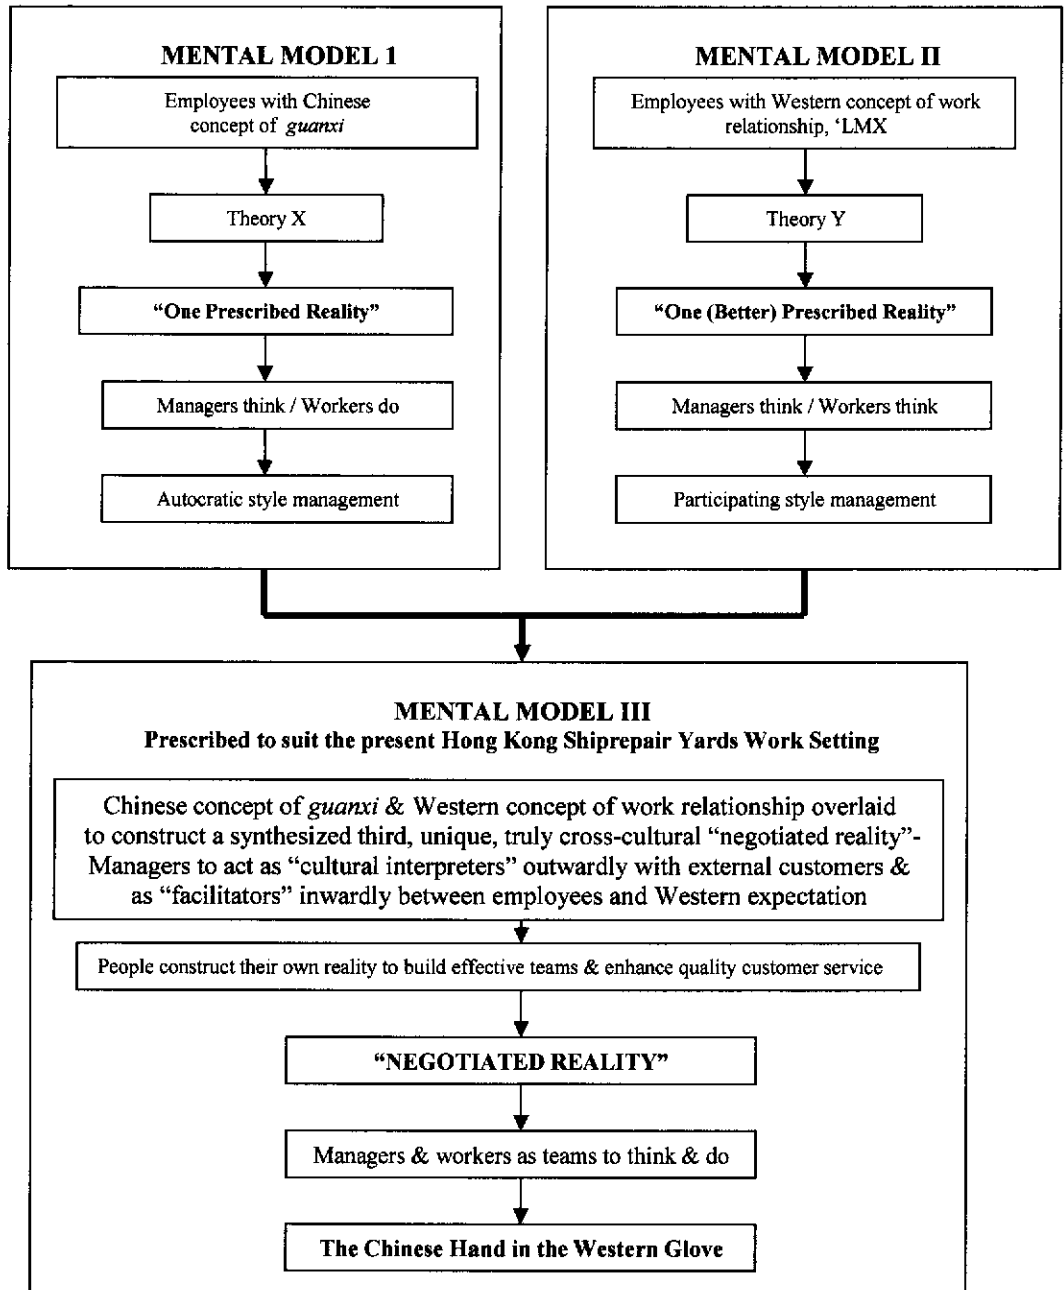 MENTAL MODEL 1
Employees with Chinese
concept of guanxi
Theory X
“One Prescribed Reality”
Managers think / Workers do
Autocratic style management
MENTAL MODEL II
Employees with Western concept of work
relationship, ‘LMX
Theory Y
“One (Better) Prescribed Reality”
Managers think / Workers think
Participating style management
MENTAL MODEL III
Prescribed to suit the present Hong Kong Shiprepair Yards Work Setting
Chinese concept of guanxi & Western concept of work relationship overlaid
to construct a synthesized third, unique, truly cross-cultural “negotiated reality”-
Managers to act as “cultural interpreters” outwardly with external customers &
as “facilitators” inwardly between employees and Western expectation
People construct their own reality to build effective teams & enhance quality customer service
“NEGOTIATED REALITY”
Managers & workers as teams to think & do
The Chinese Hand in the Western Glove